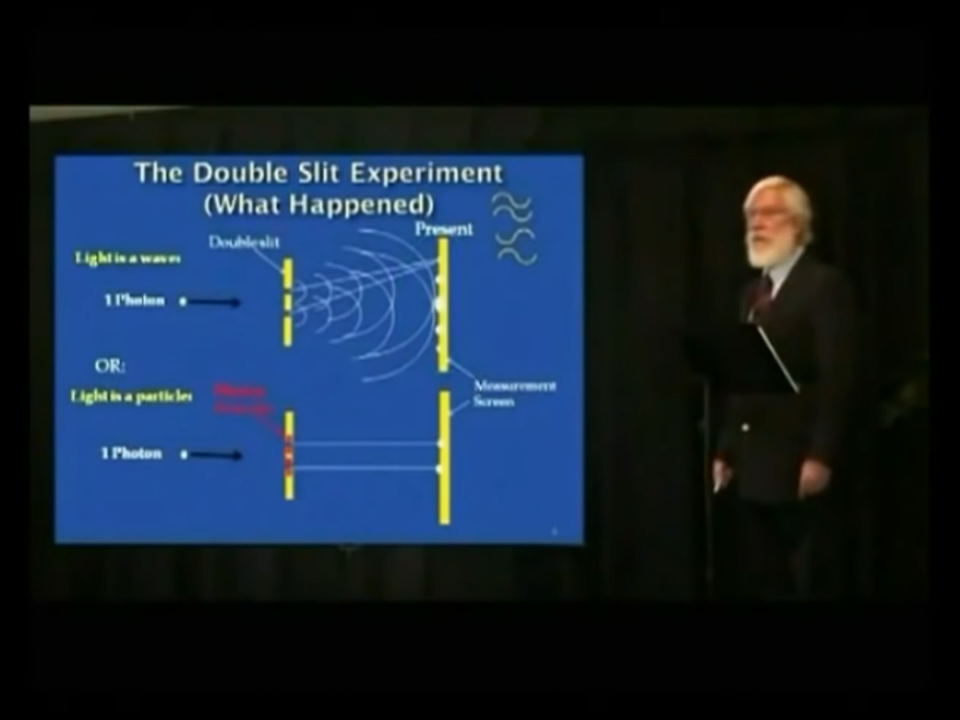 The Double Slit Experiment
(What Happened)
Present
Double slit
Light is a wave:
1 Photon
OR:
Light is a particle:
Measurement
Screen
1 Photon